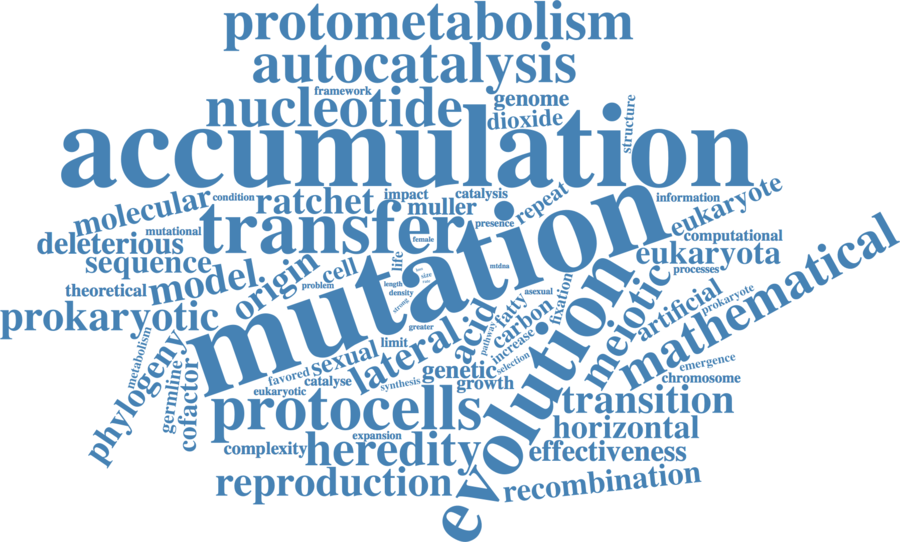 protometabolism
autocatalysis
framework
nucleotide
genome
dioxide
structure
accumulation
condition
ratchet
impact
catalysis
information
molecular
muller
repeat
eukaryote
mutational
transfer
presence
computational
deleterious
female
eukaryota
sequence
origin
cell
life
mtdna
processes
theoretical
model
problem
length
size
density
strong
asexual
fixation
meiotic
artificial
prokaryote
mathematical
prokaryotic
mutation
greater
acid
fatty
carbon
pathway
increase
selection
metabolism
phylogeny
germline
cofactor
limit
sexual
lateral
favored
catalyse
synthesis
genetic
growth
eukaryotic
emergence
chromosome
protocells
evolution
transition
horizontal
expansion
complexity
heredity
effectiveness
reproduction
recombination